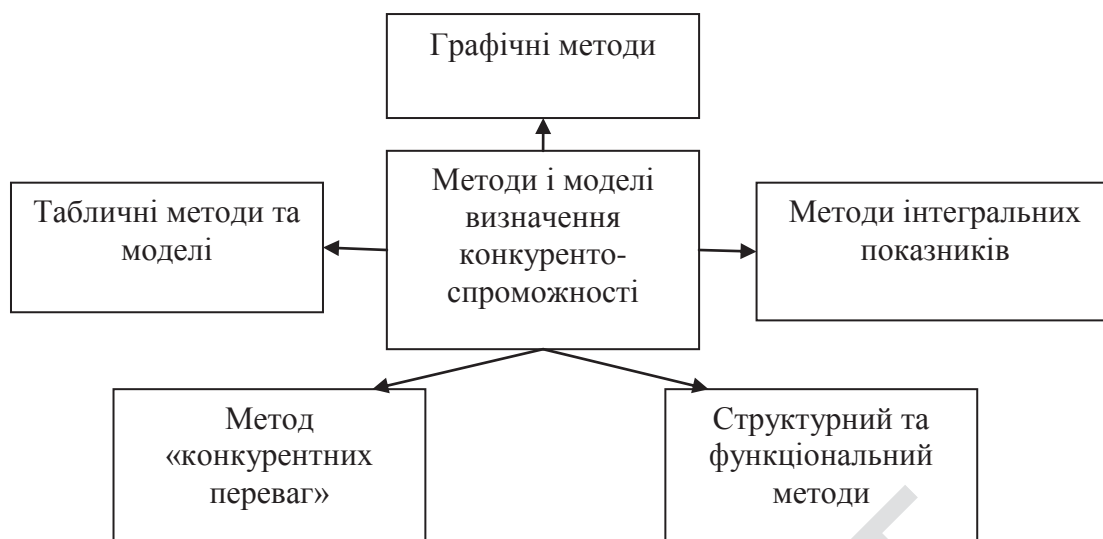 Графічні методи
Методи і моделі
визначення
конкуренто-
спроможності
Табличні методи та
моделі
Методи інтегральних
показників
Метод
«конкурентних
переваг»
Структурний та
функціональний
методи